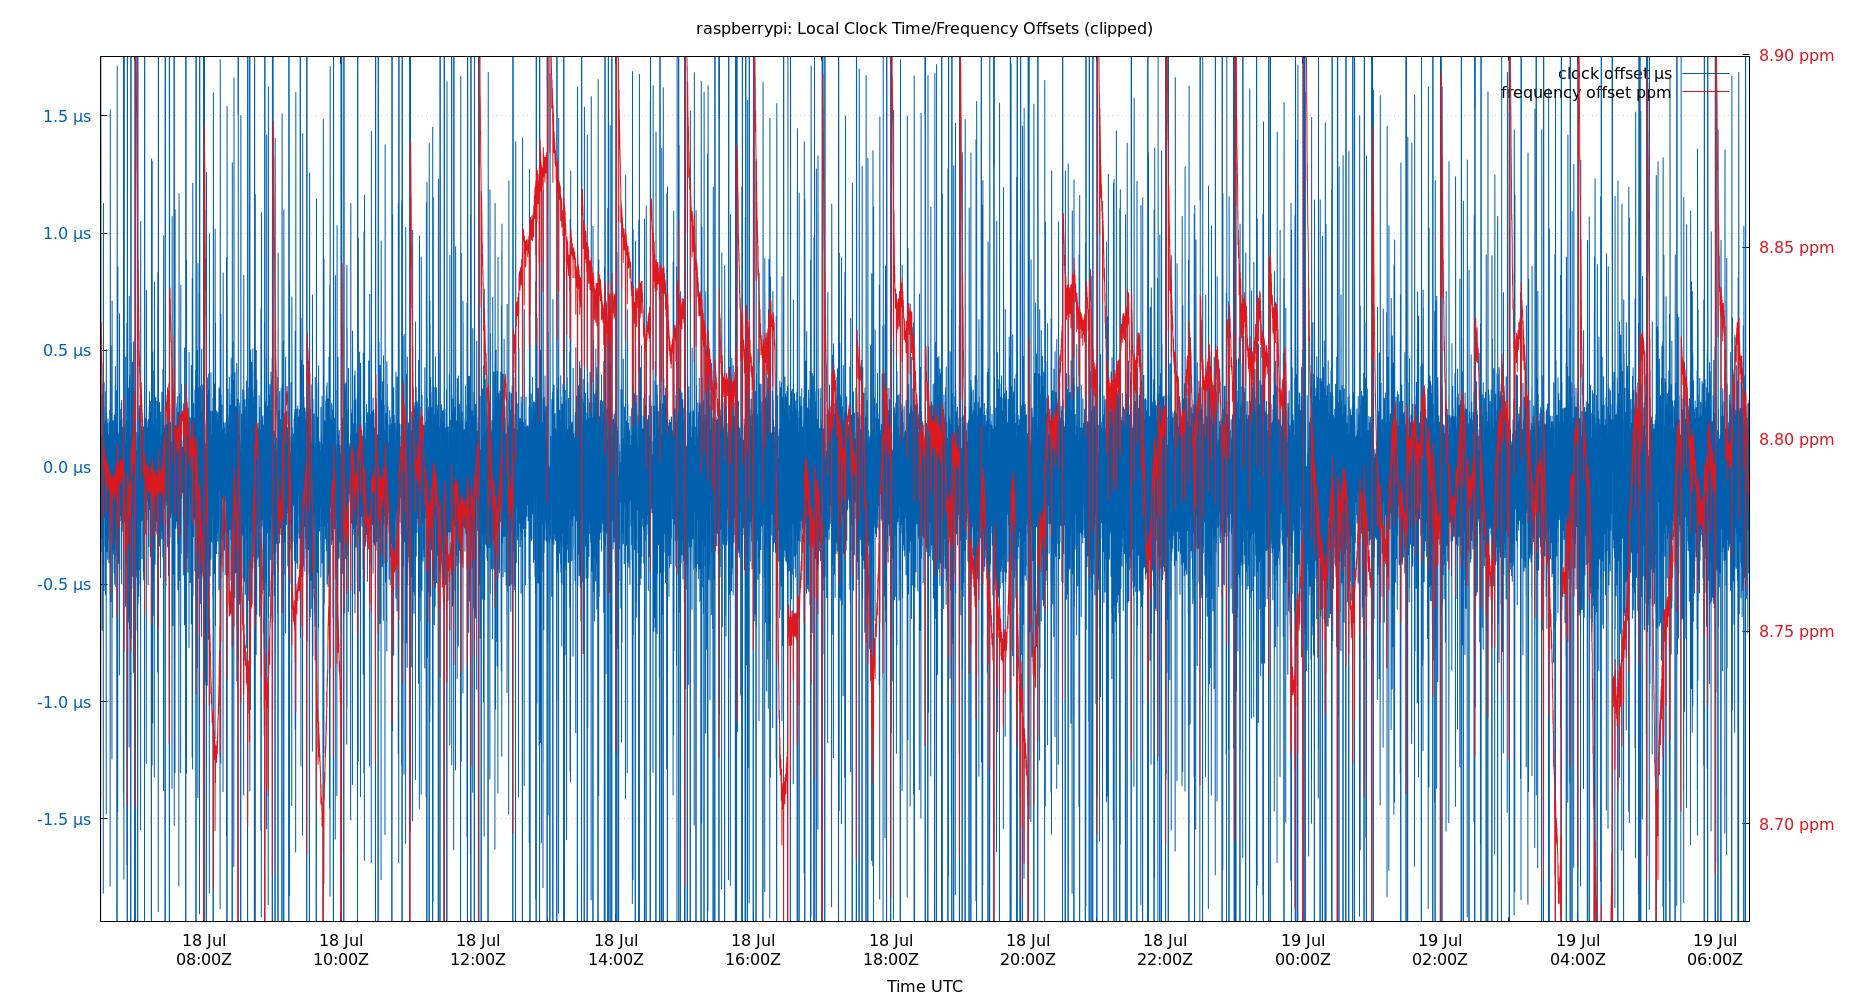 raspberrypi: Local Clock Time/Frequency Offsets (clipped)
8.90 ppm
clock offset µs
frequency offset ppm
1.5 µs
1.0 µs
8.85 ppm
0.5 µs
8.80 ppm
0.0 µs
-0.5 µs
8.75 ppm
-1.0 µs
-1.5 µs
8.70 ppm
18 Jul 18 Jul 18 Jul 18 Jul 18 Jul 18 Jul 18 Jul 18 Jul 19 Jul 19 Jul 19 Jul 19 Jul
08:00Z 10:00Z 12:00Z 14:00Z 16:00Z 18:00Z 20:00Z 22:00Z 00:00Z 02:00Z 04:00Z 06:00Z
Time UTC